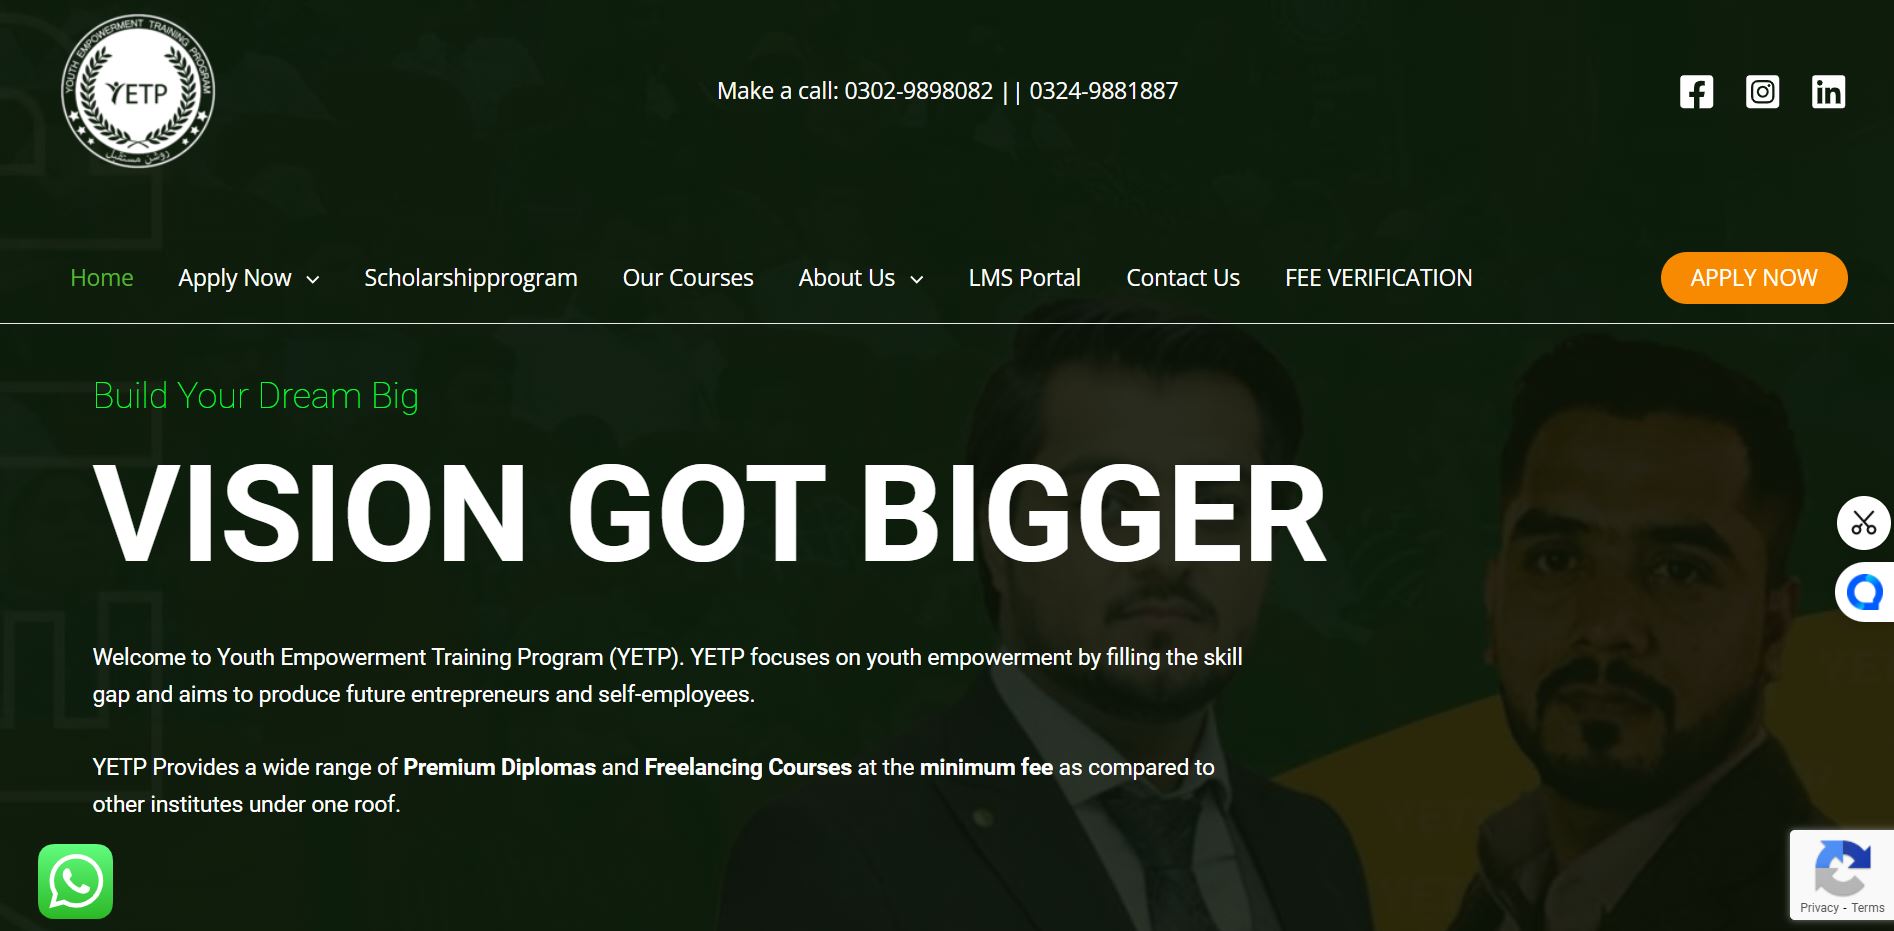 YOUTH EMPOWERMENT TRAINING PROGRAM
YETP
روشن مستقبل
Make a call: 0302-9898082 || 0324-9881887
Home
Apply Now
Scholarshipprogram
Our Courses
About Us
LMS Portal
Contact Us
FEE VERIFICATION
APPLY NOW
Build Your Dream Big
VISION GOT BIGGER
Welcome to Youth Empowerment Training Program (YETP). YETP focuses on youth empowerment by filling the skill
gap and aims to produce future entrepreneurs and self-employees.
YETP Provides a wide range of Premium Diplomas and Freelancing Courses at the minimum fee as compared to
other institutes under one roof.
Privacy - Terms